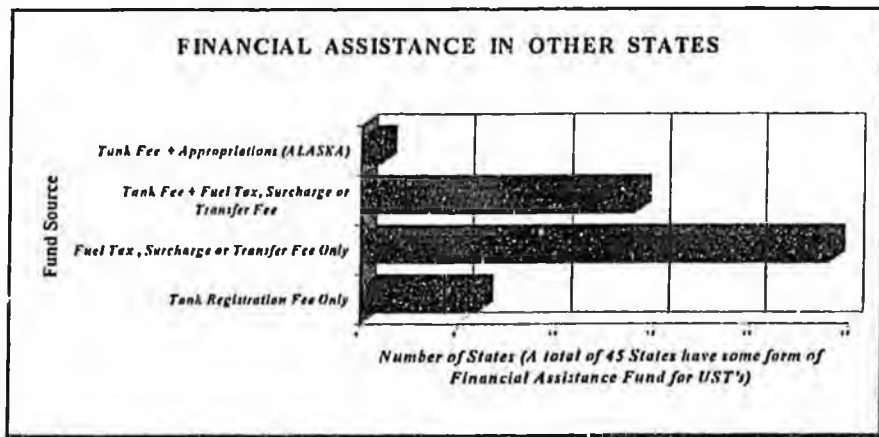 FINANCIAL ASSISTANCE IN OTHER STATES
Fund Source
Tank Fee + Appropriations (ALASKA)
Tank Fee + Fuel Tax, Surcharge or
Transfer Fee
Fuel Tax, Surcharge or Transfer Fee Only
Tank Registration Fee Only
Number of States (A total of 45 States have some form of
Financial Assistance Fund for UST's)